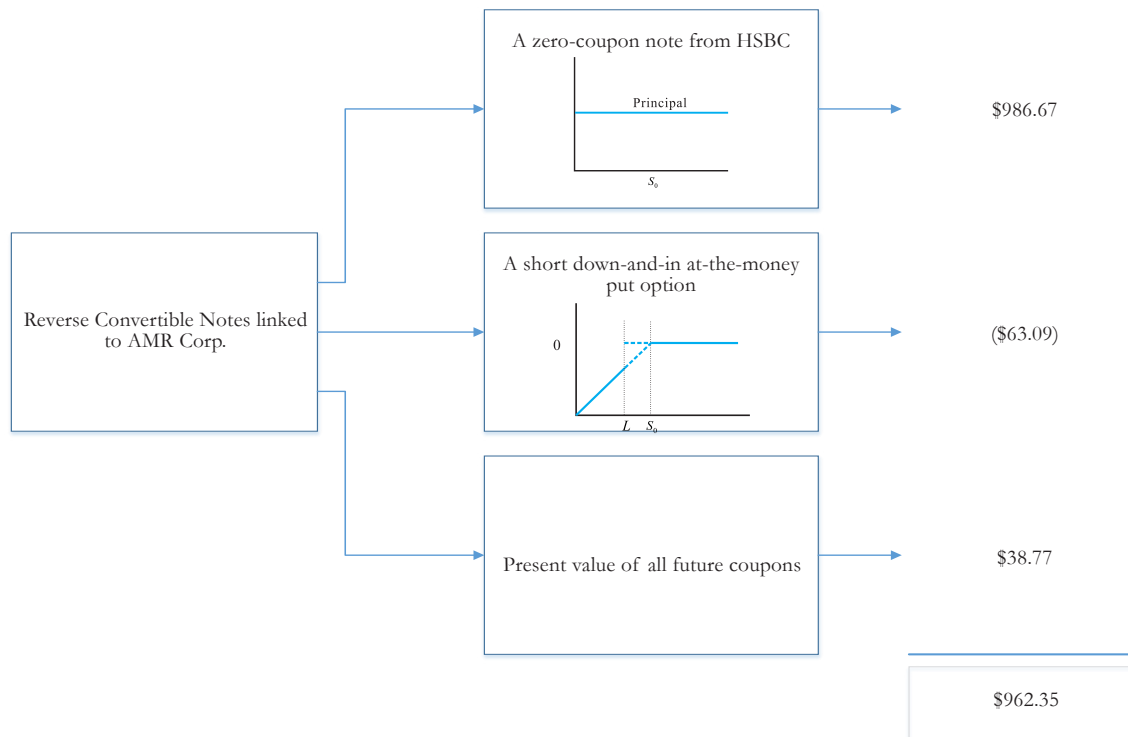 A zero-coupon note from HSBC
Principal
S₀
$986.67
Reverse Convertible Notes linked
to AMR Corp.
A short down-and-in at-the-money
put option
0
L S₀
($63.09)
Present value of all future coupons
$38.77
$962.35